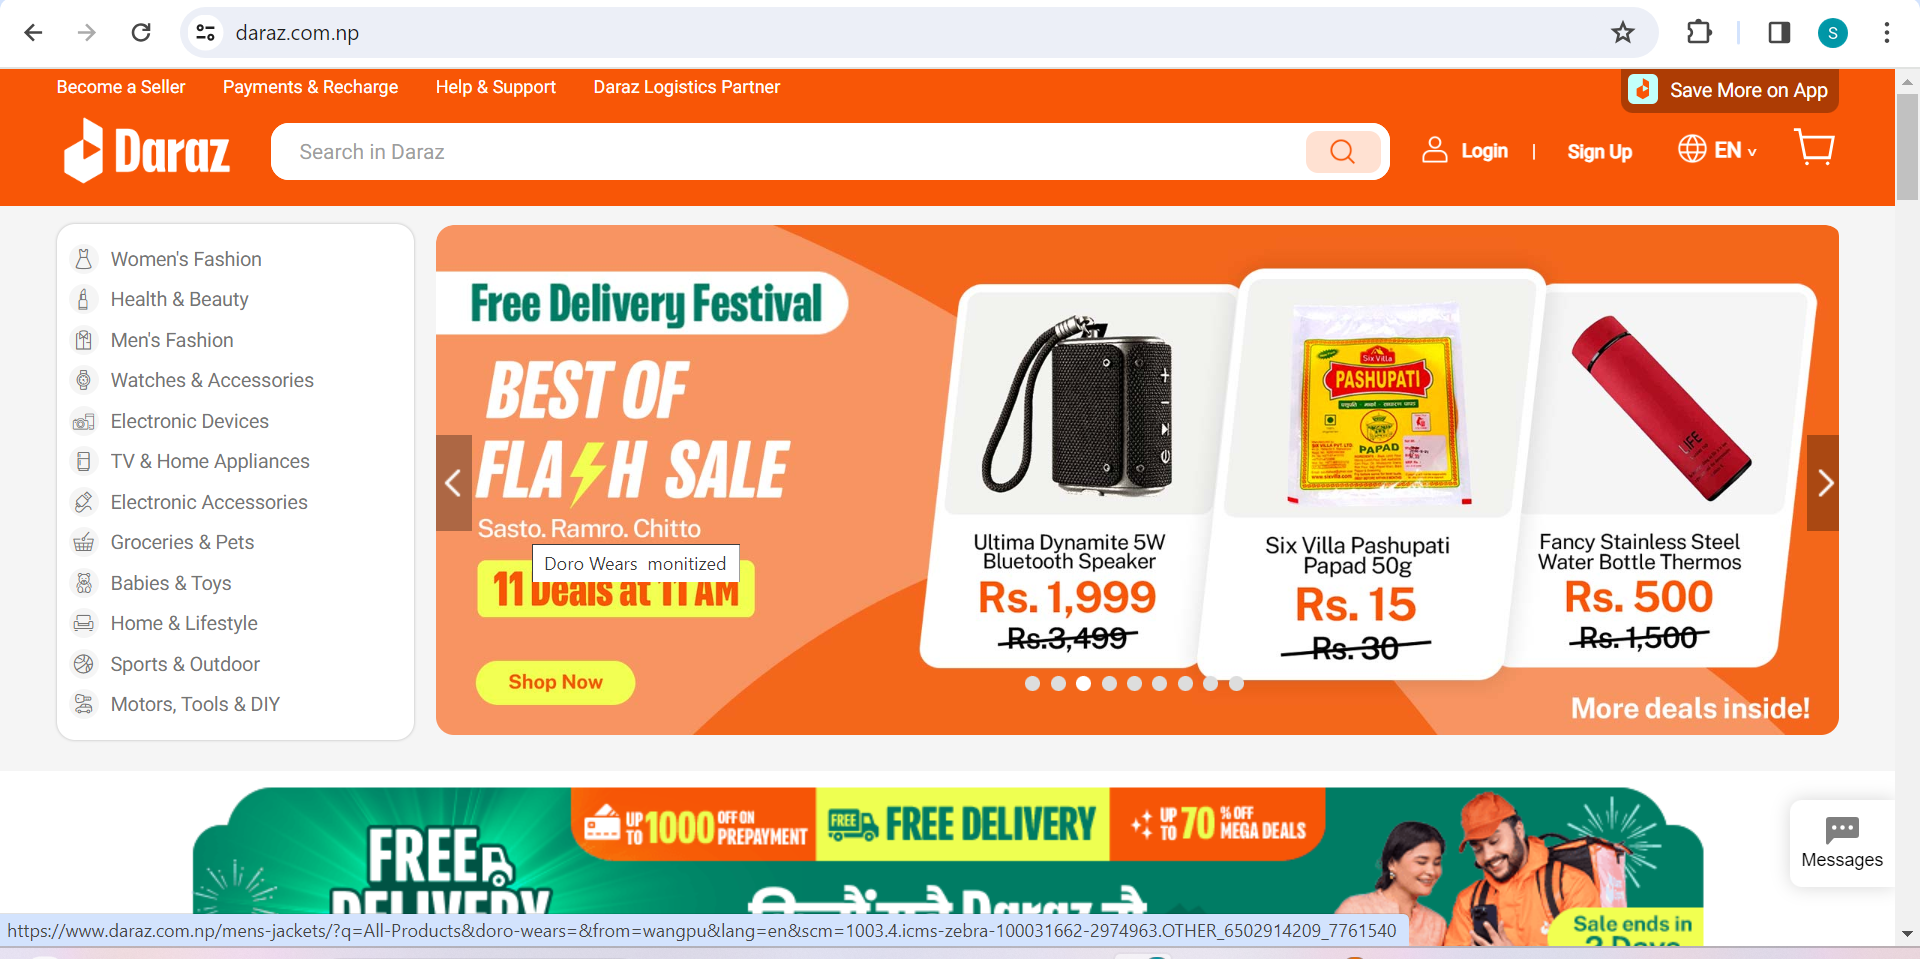 daraz.com.np
S
Become a Seller
Payments & Recharge
Help & Support
Daraz Logistics Partner
Save More on App
Daraz
Search in Daraz
Login
|
Sign Up
EN
Women's Fashion
Health & Beauty
Men's Fashion
Watches & Accessories
Electronic Devices
TV & Home Appliances
Electronic Accessories
Groceries & Pets
Babies & Toys
Home & Lifestyle
Sports & Outdoor
Motors, Tools & DIY
Free Delivery Festival
BEST OF
FLASH SALE
Sasto. Ramro. Chitto
Doro Wears monitized
11 Deals at 11 AM
Shop Now
Ultima Dynamite 5W
Bluetooth Speaker
Rs. 1,999
Rs.3,499
Six Villa
PASHUPATI
PAPAD
Six Villa Pashupati
Papad 50g
Rs. 15
Rs. 30
LIFE
Fancy Stainless Steel
Water Bottle Thermos
Rs. 500
Rs. 1,500
More deals inside!
FREE
DELIVERY
UP TO 1000 OFF ON PREPAYMENT
FREE
FREE DELIVERY
UP TO 70 % OFF MEGA DEALS
Daraz
Sale ends in
Messages
https://www.daraz.com.np/mens-jackets/?q=All-Products&doro-wears=&from=wangpu&lang=en&scm=1003.4.icms-zebra-100031662-2974963.OTHER_6502914209_7761540